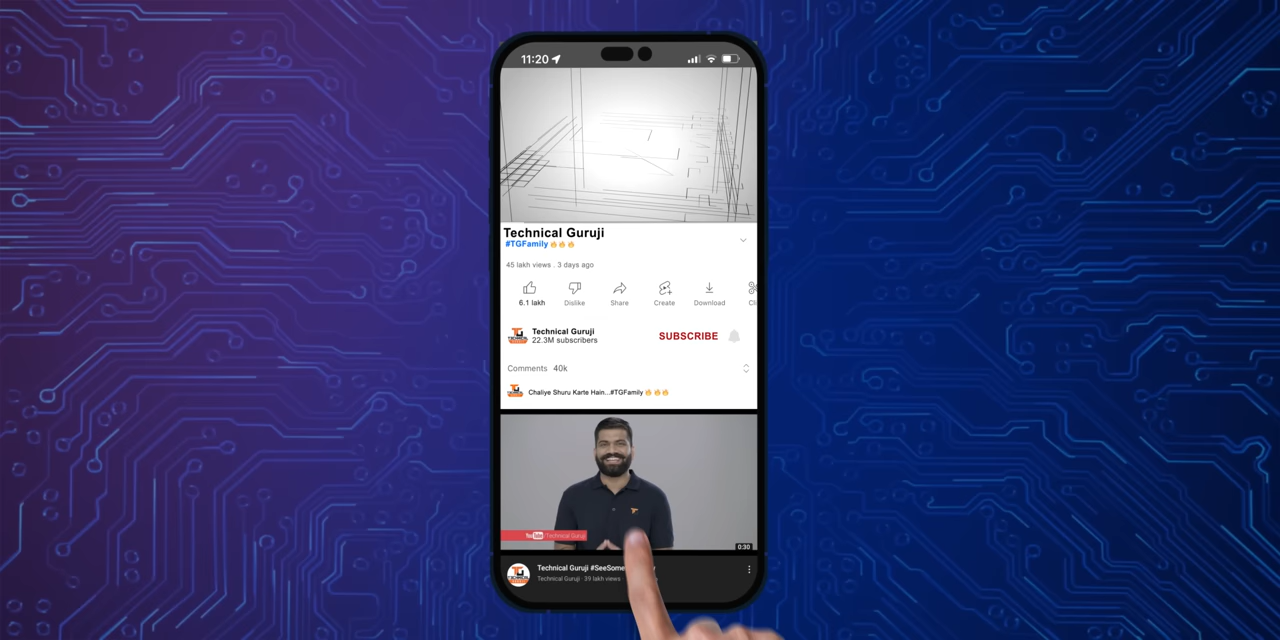 11:20
Technical Guruji
#TGFamily 🔥🔥🔥
45 lakh views . 3 days ago
6.1 lakh
Dislike
Share
Create
Download
Technical Guruji
22.3M subscribers
SUBSCRIBE
Comments 40k
Chaliye Shuru Karte Hain...#TGFamily 🔥🔥🔥
YouTube Technical Guruji
0:30
Technical Guruji
Technical Guruji · 39 lakh views